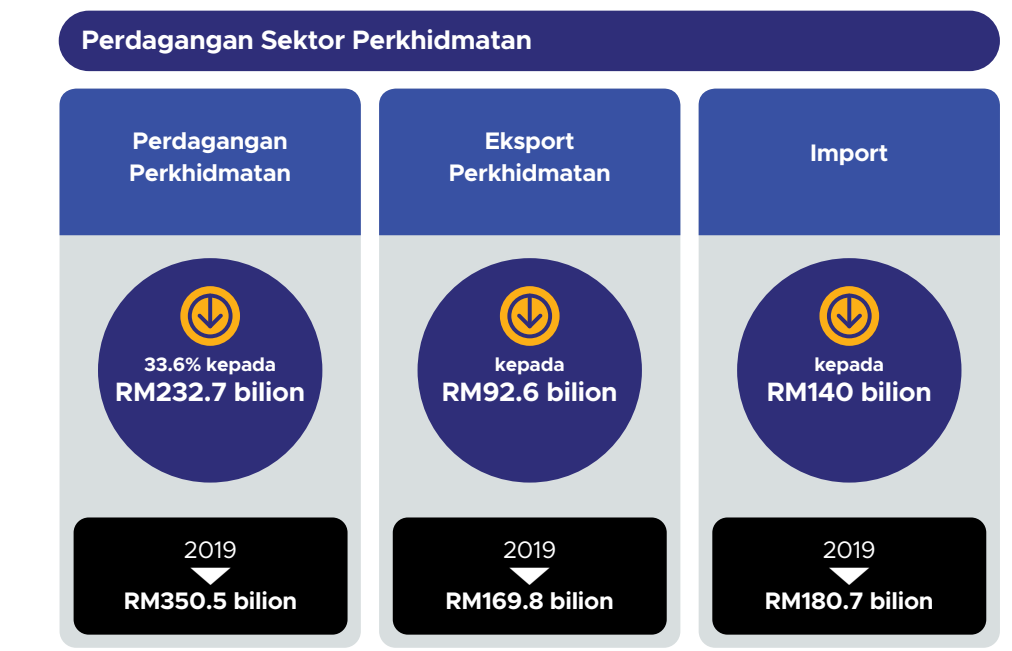 Perdagangan Sektor Perkhidmatan
Perdagangan
Perkhidmatan
33.6% kepada
RM232.7 bilion
2019
RM350.5 bilion
Eksport
Perkhidmatan
kepada
RM92.6 bilion
2019
RM169.8 bilion
Import
kepada
RM140 bilion
2019
RM180.7 bilion